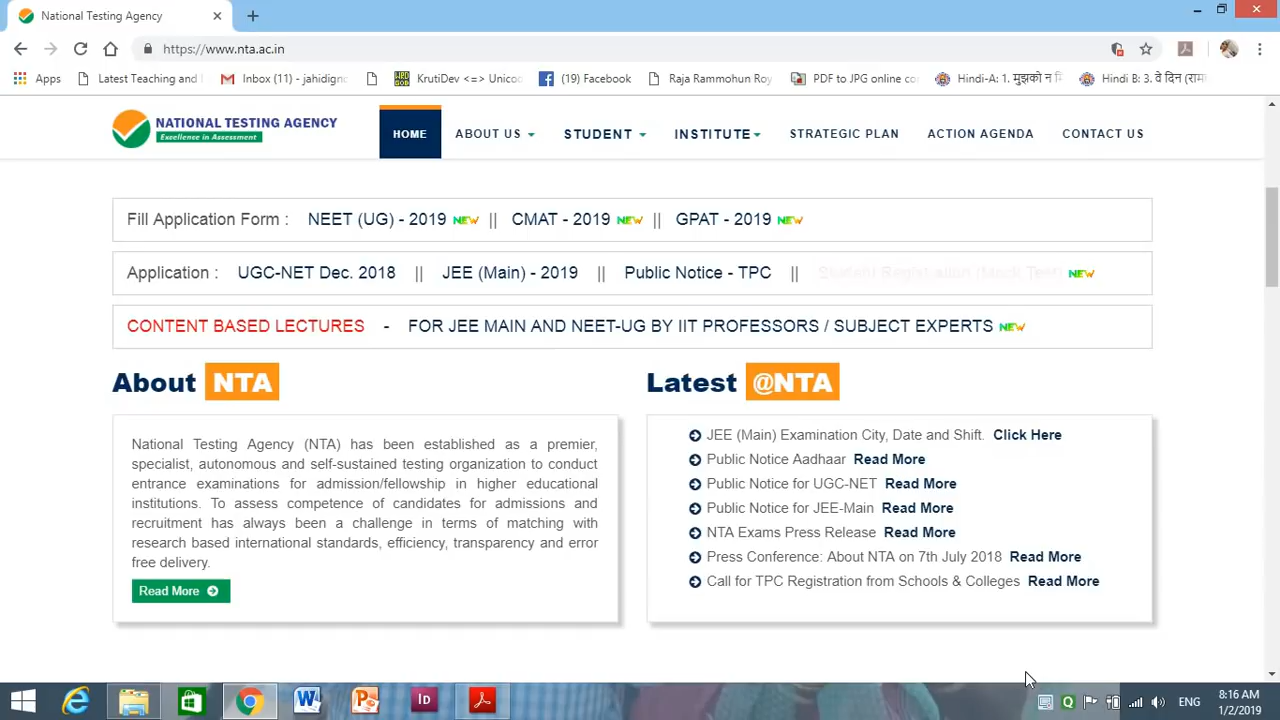 National Testing Agency
https://www.nta.ac.in
Apps Latest Teaching and Inbox (11) - jahidign KrutiDev <=> Unico (19) Facebook Raja Rammohun Roy PDF to JPG online co Hindi-A: 1. मुझको न Hindi B: 3. वे दिन (राम
NATIONAL TESTING AGENCY
Excellence in Assessment
HOME ABOUT US STUDENT INSTITUTE STRATEGIC PLAN ACTION AGENDA CONTACT US
Fill Application Form : NEET (UG) - 2019 NEW || CMAT - 2019 NEW || GPAT - 2019 NEW
Application : UGC-NET Dec. 2018 || JEE (Main) - 2019 || Public Notice - TPC || Student Registration (Mock Test) NEW
CONTENT BASED LECTURES - FOR JEE MAIN AND NEET-UG BY IIT PROFESSORS / SUBJECT EXPERTS NEW
About NTA
National Testing Agency (NTA) has been established as a premier,
specialist, autonomous and self-sustained testing organization to conduct
entrance examinations for admission/fellowship in higher educational
institutions. To assess competence of candidates for admissions and
recruitment has always been a challenge in terms of matching with
research based international standards, efficiency, transparency and error
free delivery.
Read More
Latest @NTA
JEE (Main) Examination City, Date and Shift. Click Here
Public Notice Aadhaar Read More
Public Notice for UGC-NET Read More
Public Notice for JEE-Main Read More
NTA Exams Press Release Read More
Press Conference: About NTA on 7th July 2018 Read More
Call for TPC Registration from Schools & Colleges Read More
ENG
8:16 AM
1/2/2019